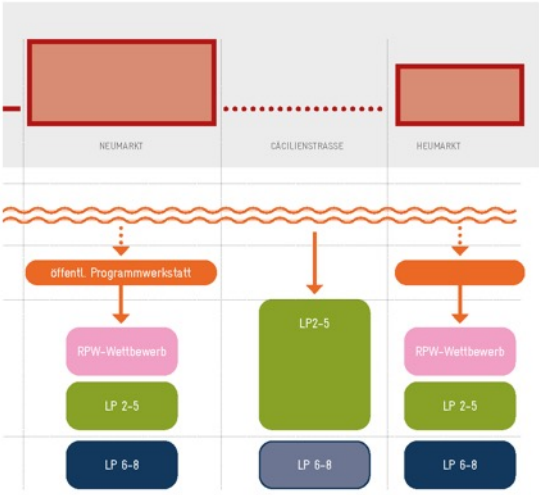 NEUMARKT
CÄCILIENSTRASSE
HEUMARKT
öffentl. Programmwerkstatt
RPW-Wettbewerb
LP2-5
RPW-Wettbewerb
LP 2-5
LP 2-5
LP 6-8
LP 6-8
LP 6-8